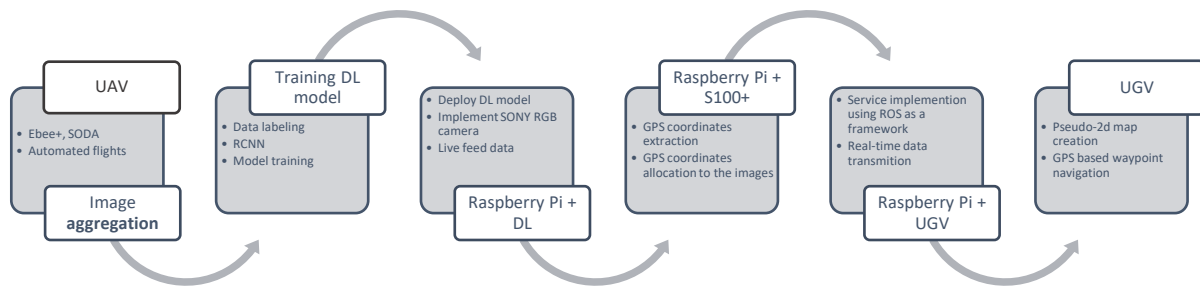 UAV
• Ebee+, SODA
• Automated flights
Image
aggregation
Training DL
model
• Data labeling
• RCNN
• Model training
• Deploy DL model
• Implement SONY RGB
camera
• Live feed data
Raspberry Pi +
DL
Raspberry Pi +
S100+
• GPS coordinates
extraction
• GPS coordinates
allocation to the images
• Service implemention
using ROS as a
framework
• Real-time data
transmition
Raspberry Pi +
UGV
UGV
• Pseudo-2d map
creation
• GPS based waypoint
navigation